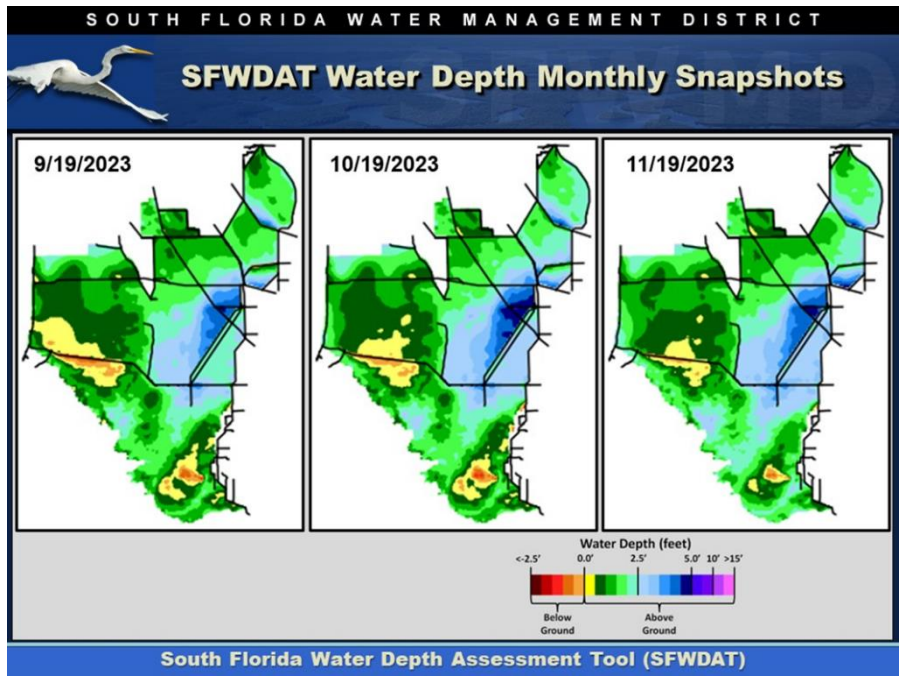 SOUTH FLORIDA WATER MANAGEMENT DISTRICT
SFWDAT Water Depth Monthly Snapshots
9/19/2023
10/19/2023
11/19/2023
Water Depth (feet)
<-2.5' 0.0' 2.5' 5.0' 10' >15'
Below Ground
Above Ground
South Florida Water Depth Assessment Tool (SFWDAT)